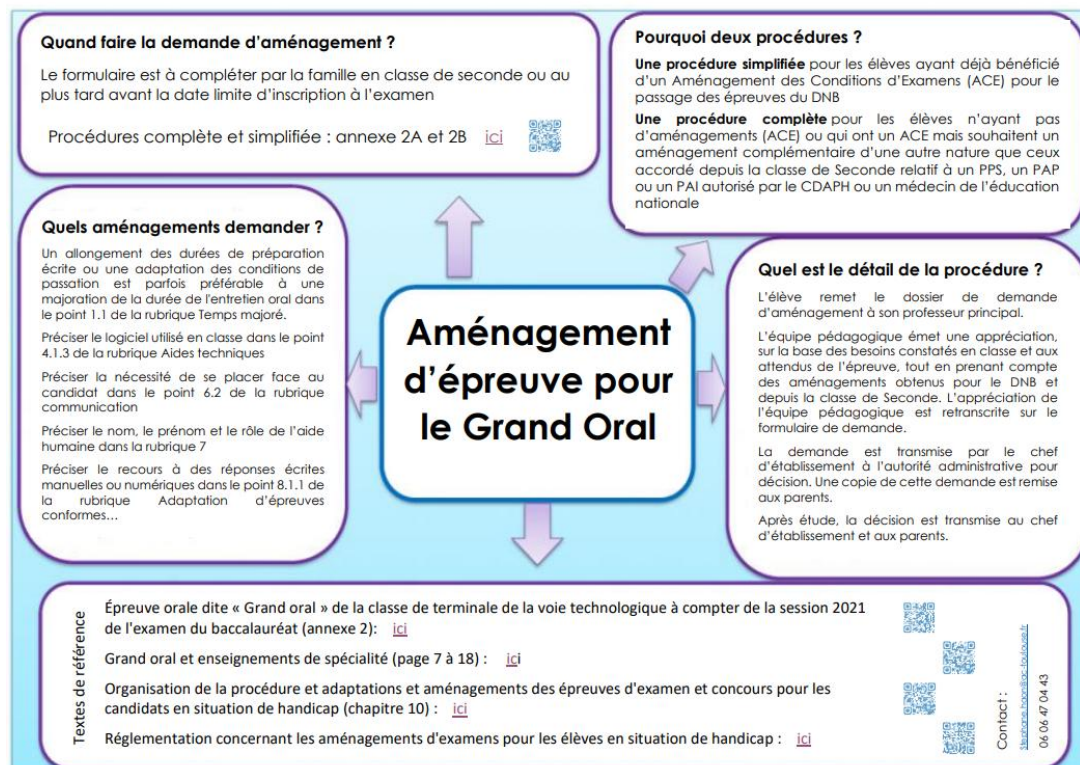 Quand faire la demande d'aménagement ?
Le formulaire est à compléter par la famille en classe de seconde ou au
plus tard avant la date limite d'inscription à l'examen
Procédures complète et simplifiée : annexe 2A et 2B ici
Pourquoi deux procédures ?
Une procédure simplifiée pour les élèves ayant déjà bénéficié
d'un Aménagement des Conditions d'Examens (ACE) pour le
passage des épreuves du DNB
Une procédure complète pour les élèves n'ayant pas
d'aménagements (ACE) ou qui ont un ACE mais souhaitent un
aménagement complémentaire d'une autre nature que ceux
accordé depuis la classe de Seconde relatif à un PPS, un PAP
ou un PAI autorisé par le CDAPH ou un médecin de l'éducation
nationale
Quels aménagements demander ?
Un allongement des durées de préparation
écrite ou une adaptation des conditions de
passation est parfois préférable à une
majoration de la durée de l'entretien oral dans
le point 1.1 de la rubrique Temps majoré.
Préciser le logiciel utilisé en classe dans le point
4.1.3 de la rubrique Aides techniques
Préciser la nécessité de se placer face au
candidat dans le point 6.2 de la rubrique
communication
Préciser le nom, le prénom et le rôle de l'aide
humaine dans la rubrique 7
Préciser le recours à des réponses écrites
manuelles ou numériques dans le point 8.1.1 de
la rubrique Adaptation d'épreuves
conformes…
Aménagement
d'épreuve pour
le Grand Oral
Quel est le détail de la procédure ?
L'élève remet le dossier de demande
d'aménagement à son professeur principal.
L'équipe pédagogique émet une appréciation,
sur la base des besoins constatés en classe et aux
attendus de l'épreuve, tout en prenant compte
des aménagements obtenus pour le DNB et
depuis la classe de Seconde. L'appréciation de
l'équipe pédagogique est retranscrite sur le
formulaire de demande.
La demande est transmise par le chef
d'établissement à l'autorité administrative pour
décision. Une copie de cette demande est remise
aux parents.
Après étude, la décision est transmise au chef
d'établissement et aux parents.
Textes de référence
Épreuve orale dite « Grand oral » de la classe de terminale de la voie technologique à compter de la session 2021
de l'examen du baccalauréat (annexe 2): ici
Grand oral et enseignements de spécialité (page 7 à 18) : ici
Organisation de la procédure et adaptations et aménagements des épreuves d'examen et concours pour les
candidats en situation de handicap (chapitre 10) : ici
Réglementation concernant les aménagements d'examens pour les élèves en situation de handicap : ici
Contact :
06 06 47 04 43